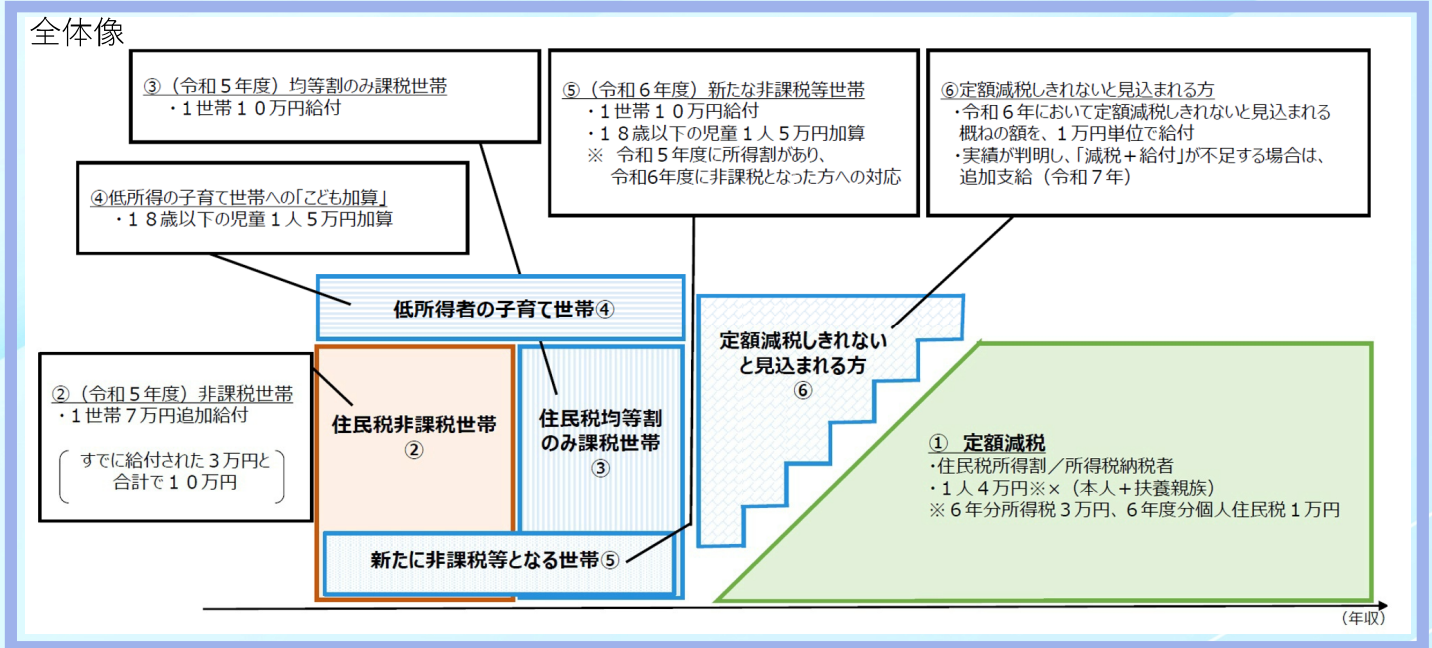 全体像
③（令和５年度）均等割のみ課税世帯
・１世帯１０万円給付
⑤（令和６年度）新たな非課税等世帯
・１世帯１０万円給付
・１８歳以下の児童１人５万円加算
※　令和５年度に所得割があり、
令和6年度に非課税となった方への対応
⑥定額減税しきれないと見込まれる方
・令和６年において定額減税しきれないと見込まれる
概ねの額を、１万円単位で給付
・実績が判明し、「減税＋給付」が不足する場合は、
追加支給（令和７年）
④低所得の子育て世帯への「こども加算」
・１８歳以下の児童１人５万円加算
低所得者の子育て世帯④
②（令和５年度）非課税世帯
・１世帯７万円追加給付
すでに給付された３万円と
合計で１０万円
住民税非課税世帯
②
住民税均等割
のみ課税世帯
③
新たに非課税等となる世帯⑤
定額減税しきれない
と見込まれる方
⑥
①　定額減税
・住民税所得割／所得税納税者
・１人４万円※×（本人＋扶養親族）
※６年分所得税３万円、６年度分個人住民税１万円
（年収）